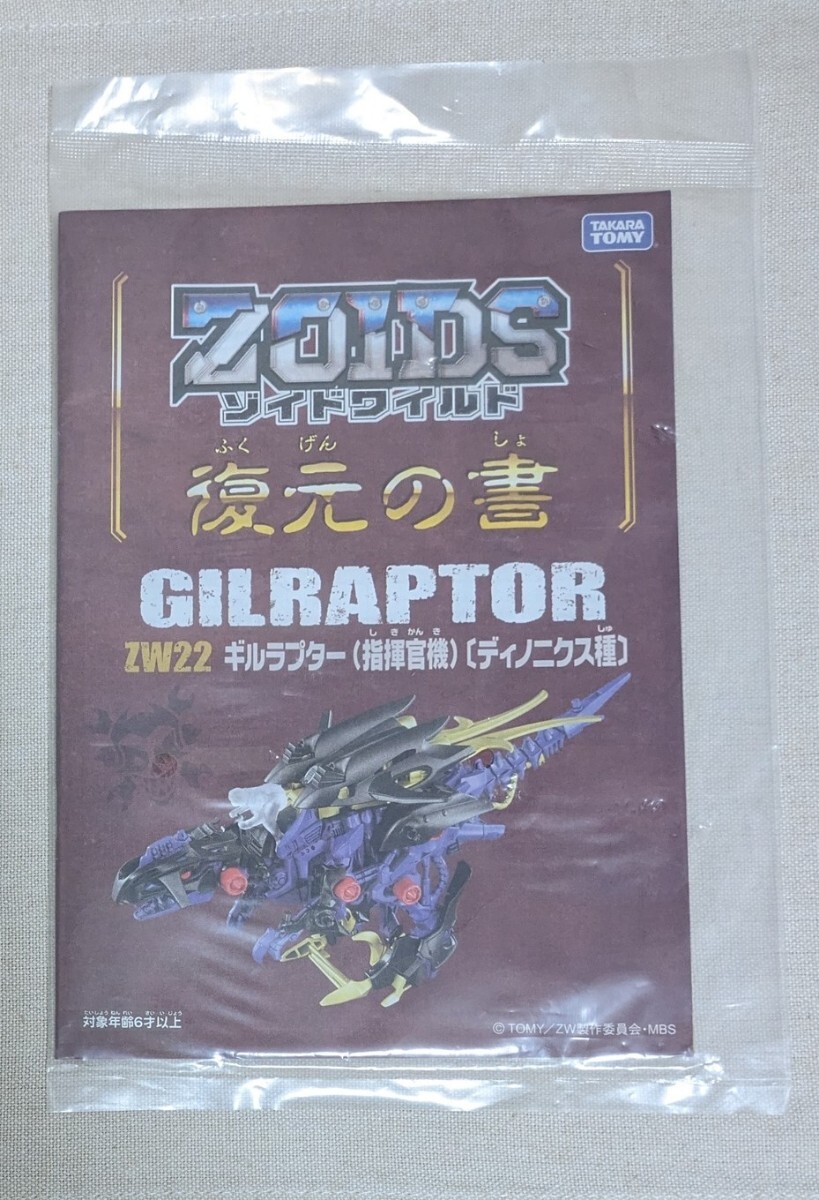 TAKARA
TOMY
ZOIDS
ゾイドワイルド
ふく げん しょ
復元の書
GILRAPTOR
しきかんき しゅ
ZW22 ギルラプター(指揮官機)〔ディノニクス種〕
たいしょうねんれい さいいじょう
対象年齢6才以上
© TOMY/ZW製作委員会・MBS